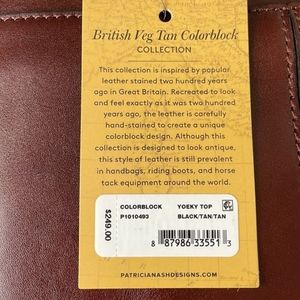 British Veg Tan Colorblock
COLLECTION
This collection is inspired by popular
leather stained two hundred years
ago in Great Britain. Recreated to look
and feel exactly as it was two hundred
years ago, the leather is carefully
hand-stained to create a unique
colorblock design. Although this
collection is designed to look antique,
this style of leather is still prevalent
in handbags, riding boots, and horse
tack equipment around the world.
$249.00
COLORBLOCK YOEKY TOP
P1010493 BLACK/TAN/TAN
8 87986 33551 3
PATRICIANASHDESIGNS.COM